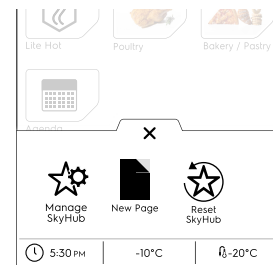 Lite Hot
Poultry
Bakery / Pastry
Agenda
Manage
SkyHub
New Page
Reset
SkyHub
5:30 PM
-10°C
-20°C